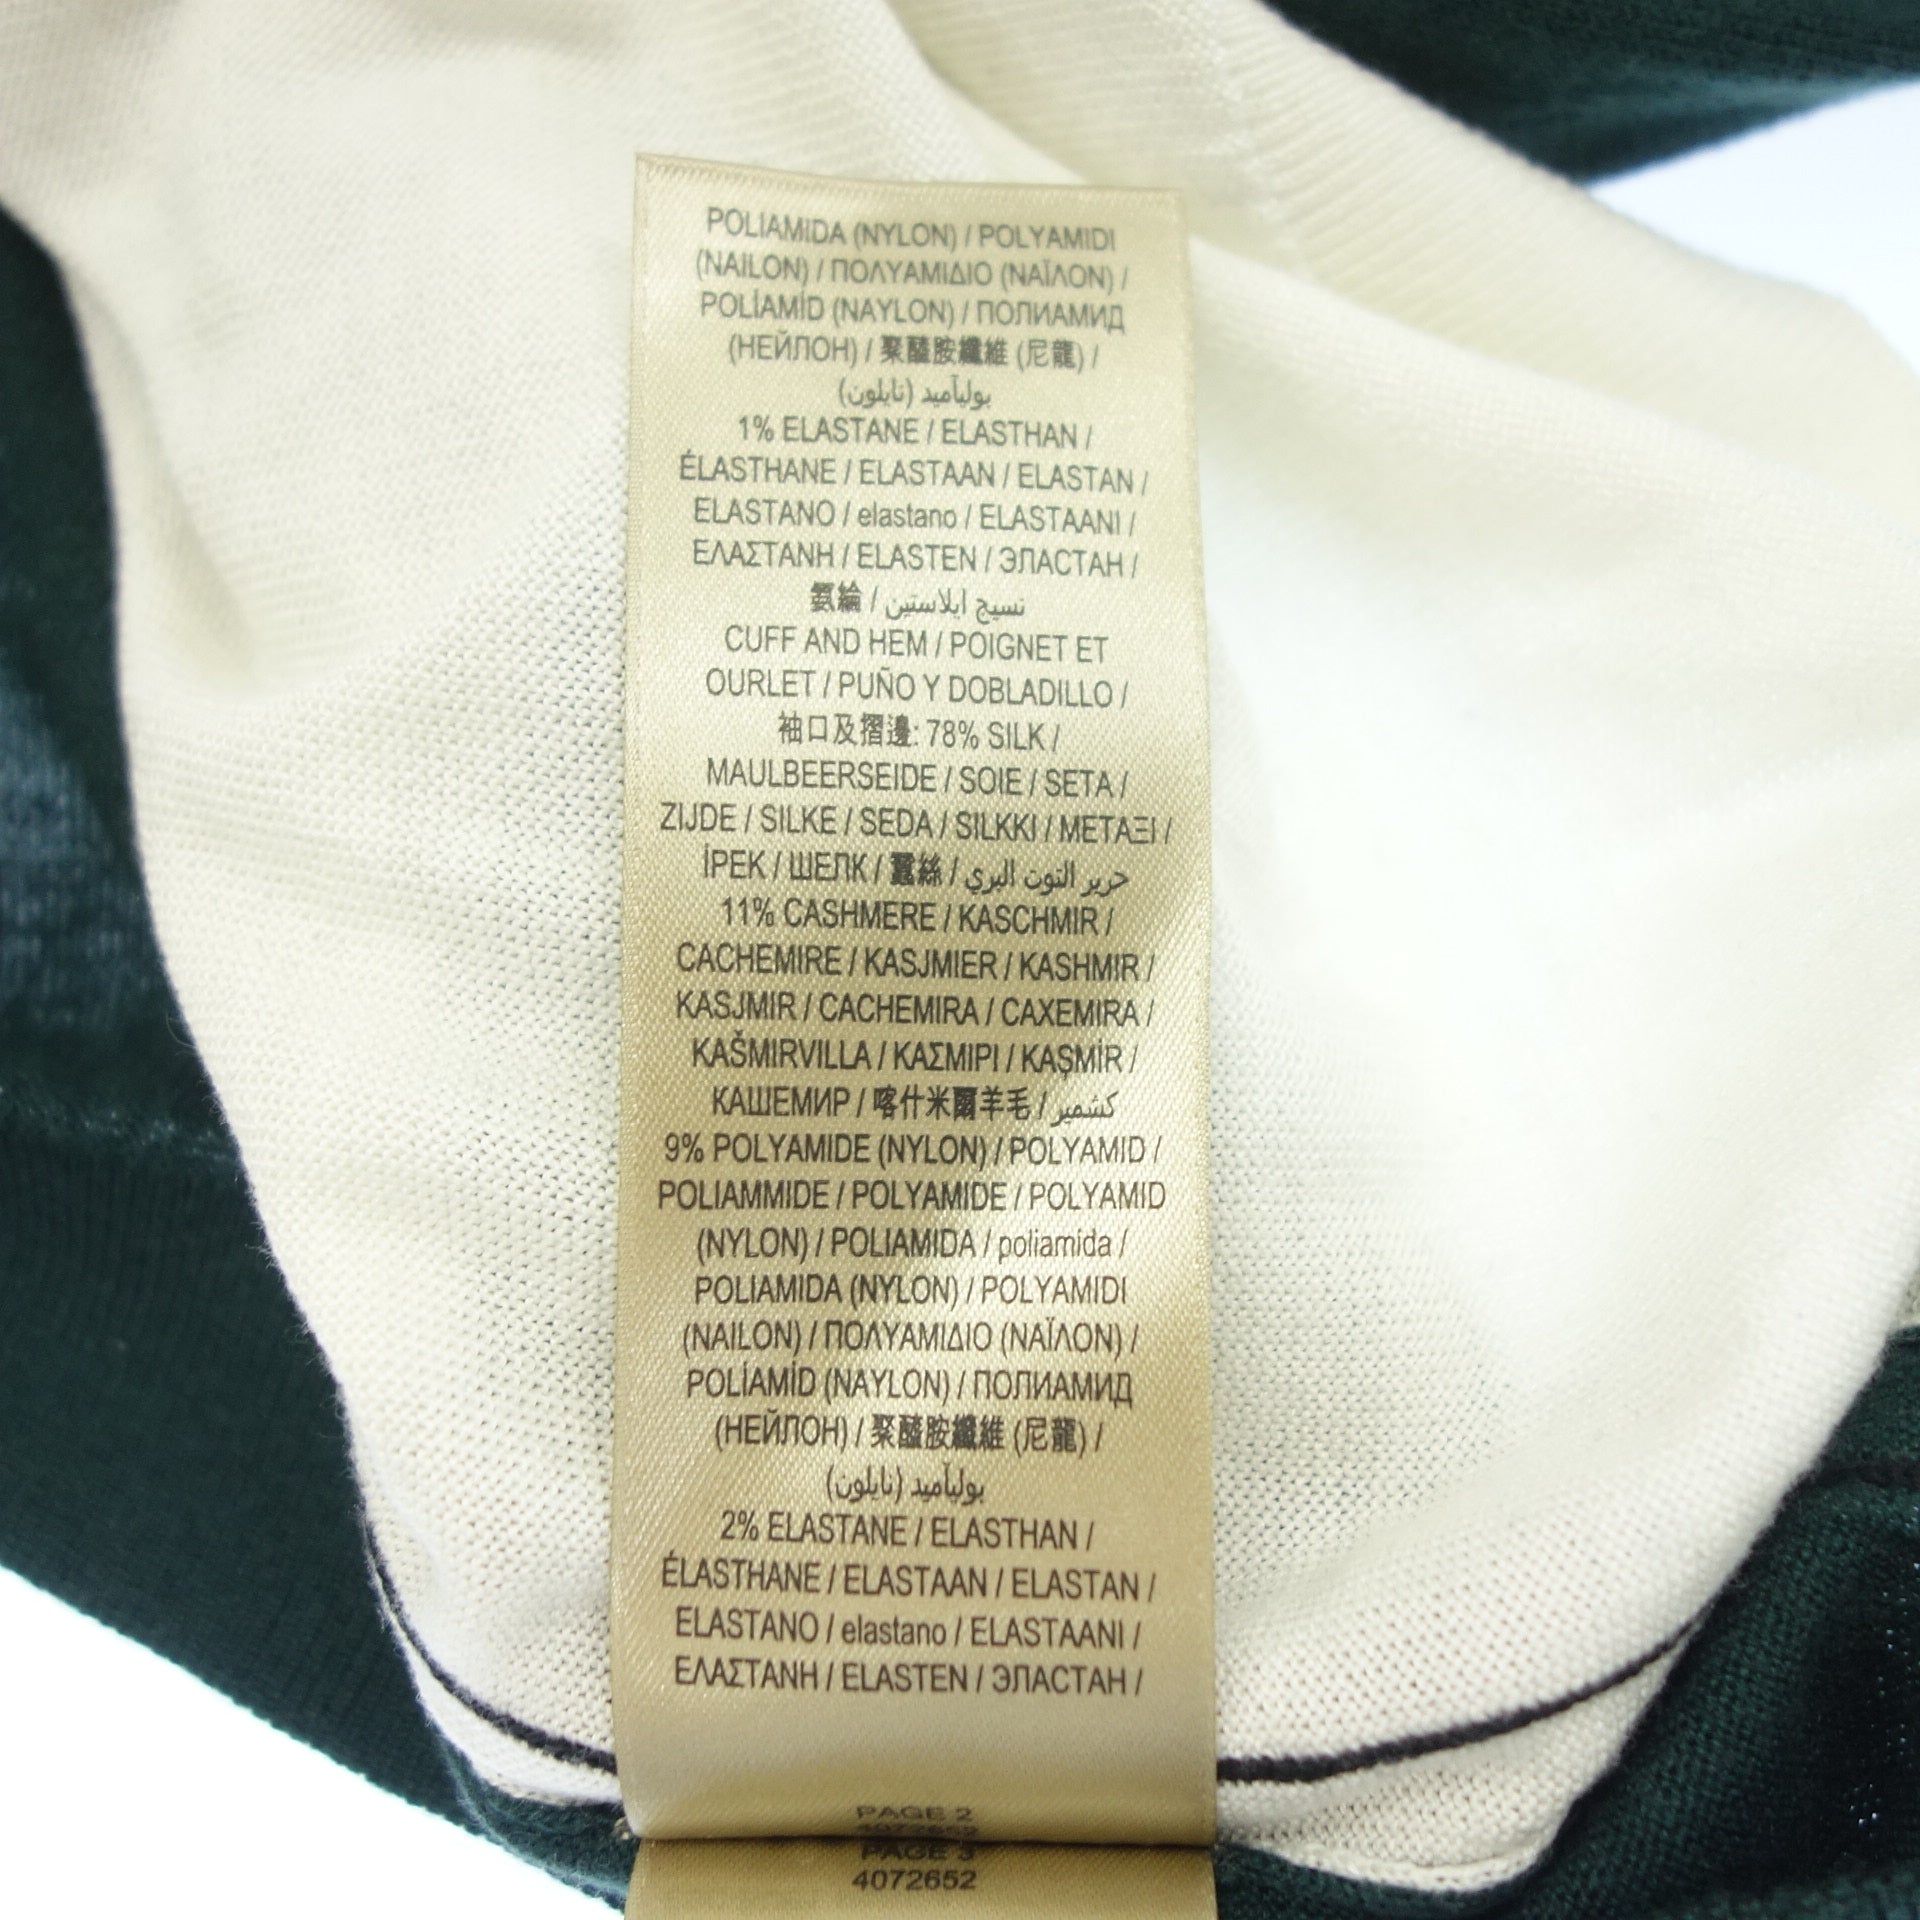 POLIAMIDA (NYLON) / POLYAMIDI
(NAILON) / ΠΟΛΥΑΜΙΔΙΟ (ΝΑΪΛΟΝ) /
POLİAMİD (NAYLON) / ПОЛИАМИД
(НЕЙЛОН) / 聚醯胺纖維 (尼龍) /
بوليآميد (نايلون)
1% ELASTANE / ELASTHAN /
ÉLASTHANE / ELASTAAN / ELASTAN /
ELASTANO / elastano / ELASTAANI /
ΕΛΑΣΤΑΝΗ / ELASTEN / ЭЛАСТАН /
氨綸 / نسيج ايلاستين
CUFF AND HEM / POIGNET ET
OURLET / PUÑO Y DOBLADILLO /
袖口及摺邊: 78% SILK /
MAULBEERSEIDE / SOIE / SETA /
ZIJDE / SILKE / SEDA / SILKKI / ΜΕΤΑΞΙ /
İPEK / ШЕЛК / 蠶絲 / حرير التوت البري
11% CASHMERE / KASCHMIR /
CACHEMIRE / KASJMIER / KASHMIR /
KASJMIR / CACHEMIRA / CAXEMIRA /
KAŠMIRVILLA / ΚΑΣΜΙΡΙ / KAŞMİR /
КАШЕМИР / 喀什米爾羊毛 / كشمير
9% POLYAMIDE (NYLON) / POLYAMID /
POLIAMMIDE / POLYAMIDE / POLYAMID
(NYLON) / POLIAMIDA / poliamida /
POLIAMIDA (NYLON) / POLYAMIDI
(NAILON) / ΠΟΛΥΑΜΙΔΙΟ (ΝΑΪΛΟΝ) /
POLİAMİD (NAYLON) / ПОЛИАМИД
(НЕЙЛОН) / 聚醯胺纖維 (尼龍) /
بوليآميد (نايلون)
2% ELASTANE / ELASTHAN /
ÉLASTHANE / ELASTAAN / ELASTAN /
ELASTANO / elastano / ELASTAANI /
ΕΛΑΣΤΑΝΗ / ELASTEN / ЭЛАСТАН /
PAGE 2
4072652
PAGE 3
4072652